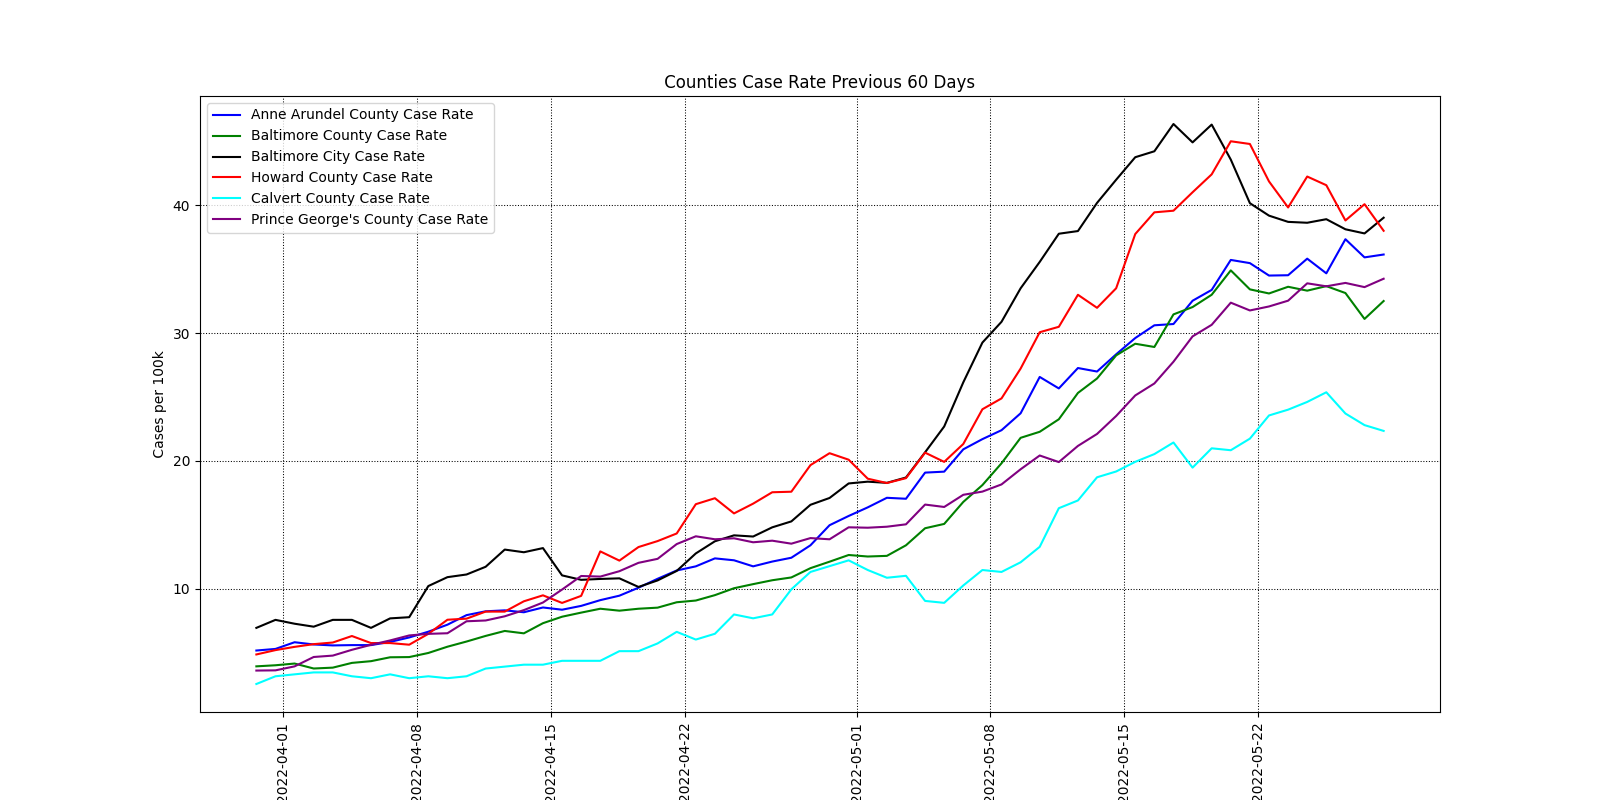 Counties Case Rate Previous 60 Days
Anne Arundel County Case Rate
Baltimore County Case Rate
Baltimore City Case Rate
Howard County Case Rate
Calvert County Case Rate
Prince George's County Case Rate
Cases per 100k
40
30
20
10
2022-04-01
2022-04-08
2022-04-15
2022-04-22
2022-05-01
2022-05-08
2022-05-15
2022-05-22